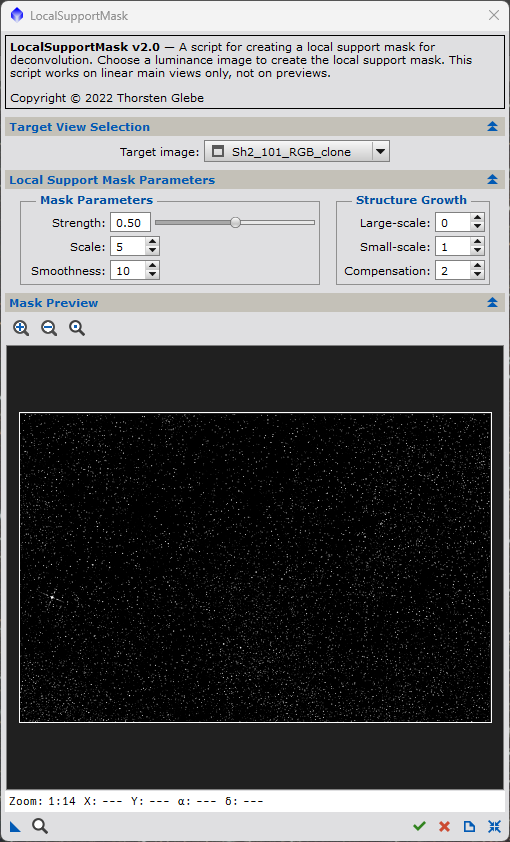 LocalSupportMask
LocalSupportMask v2.0 — A script for creating a local support mask for
deconvolution. Choose a luminance image to create the local support mask. This
script works on linear main views only, not on previews.
Copyright © 2022 Thorsten Glebe
Target View Selection
Target image: Sh2_101_RGB_clone
Local Support Mask Parameters
Mask Parameters
Strength: 0.50
Scale: 5
Smoothness: 10
Structure Growth
Large-scale: 0
Small-scale: 1
Compensation: 2
Mask Preview
Zoom: 1:14 X: --- Y: --- α: --- δ: ---